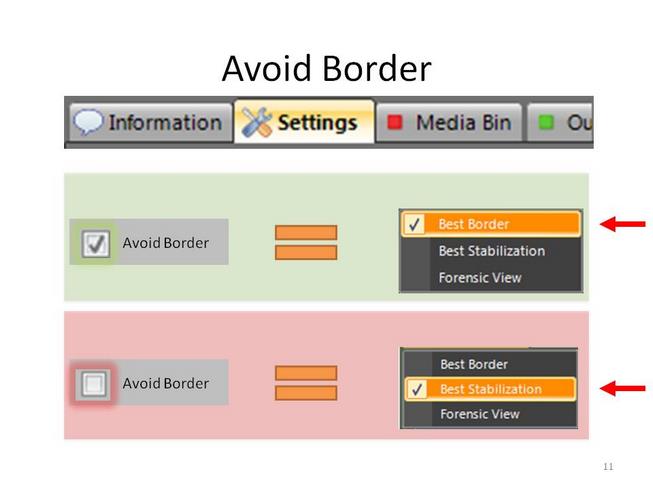 Avoid Border
Information Settings Media Bin Ou
Avoid Border
Best Border
Best Stabilization
Forensic View
Avoid Border
Best Border
Best Stabilization
Forensic View
11